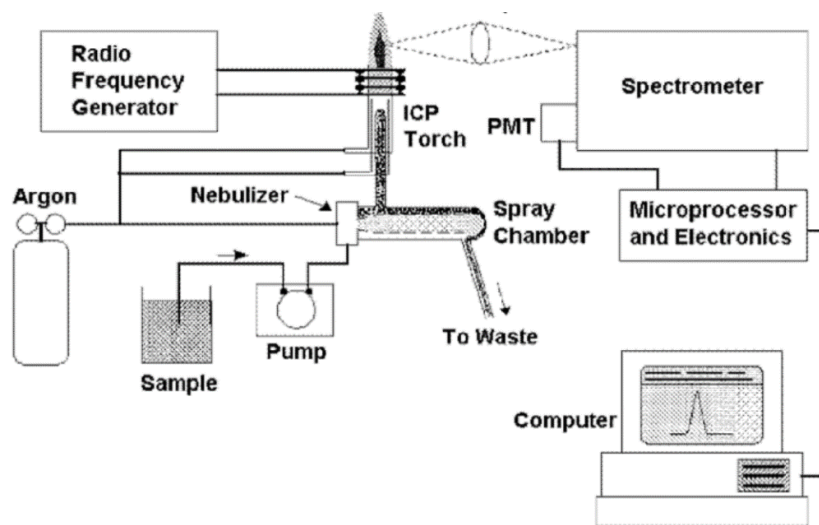 Radio
Frequency
Generator
ICP
Torch
Spectrometer
PMT
Argon
Nebulizer
Spray
Chamber
Microprocessor
and Electronics
Sample
Pump
To Waste
Computer